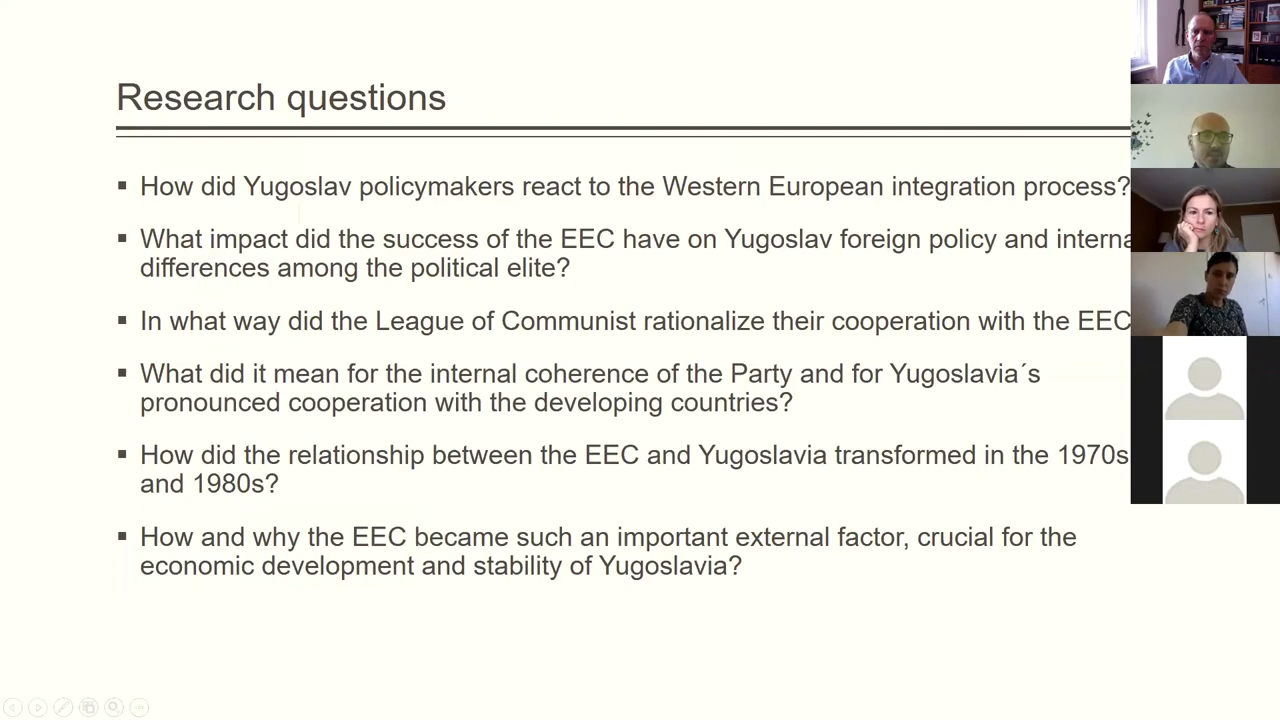 Research questions
▪ How did Yugoslav policymakers react to the Western European integration process?
▪ What impact did the success of the EEC have on Yugoslav foreign policy and
differences among the political elite?
▪ In what way did the League of Communist rationalize their cooperation with the EEC
▪ What did it mean for the internal coherence of the Party and for Yugoslavia´s
pronounced cooperation with the developing countries?
▪ How did the relationship between the EEC and Yugoslavia transformed in the 1970s
and 1980s?
▪ How and why the EEC became such an important external factor, crucial for the
economic development and stability of Yugoslavia?